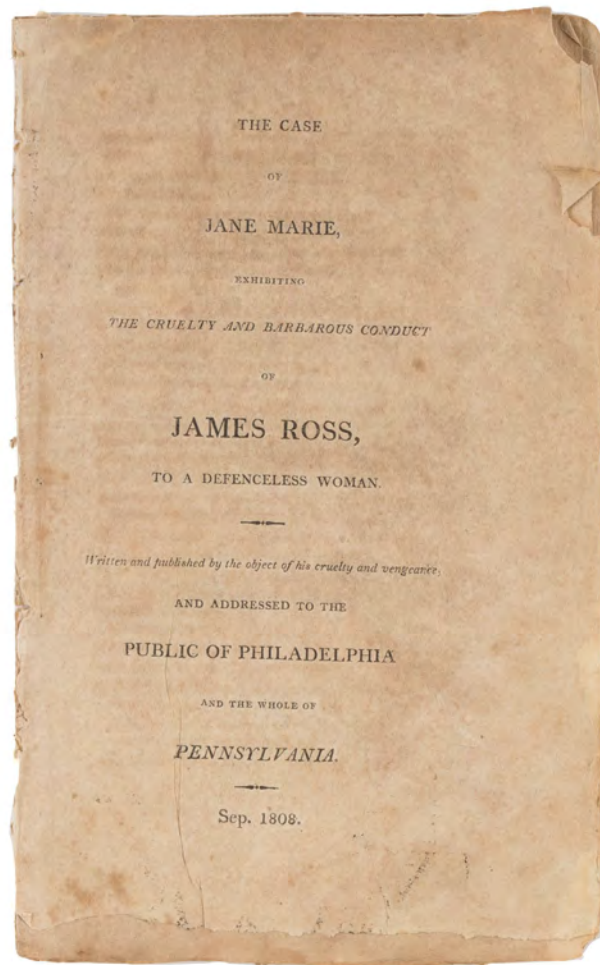 THE CASE
OF
JANE MARIE,
EXHIBITING
THE CRUELTY AND BARBAROUS CONDUCT
OF
JAMES ROSS,
TO A DEFENCELESS WOMAN.
Written and published by the object of his cruelty and vengeance,
AND ADDRESSED TO THE
PUBLIC OF PHILADELPHIA
AND THE WHOLE OF
PENNSYLVANIA.
Sep. 1808.